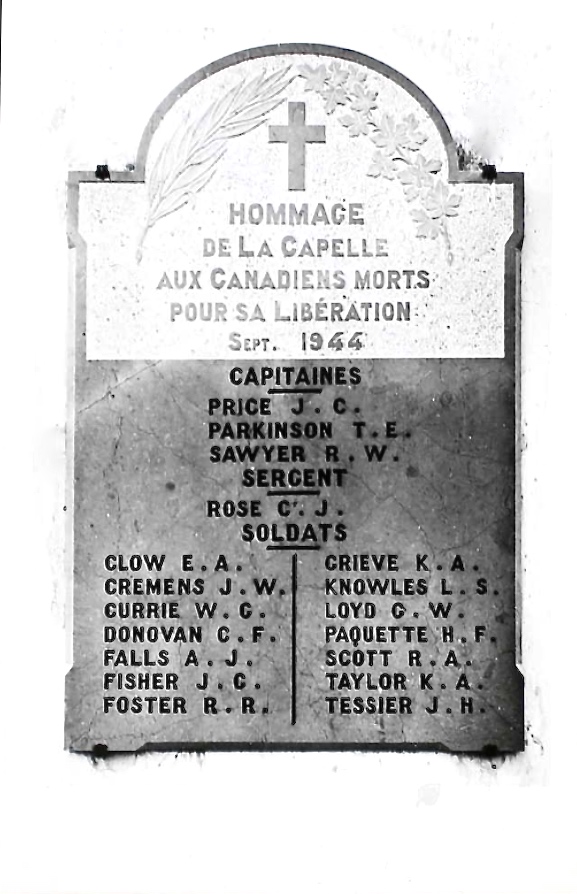 HOMMAGE
DE LA CAPELLE
AUX CANADIENS MORTS
POUR SA LIBÉRATION
SEPT. 1944
CAPITAINES
PRICE J. C.
PARKINSON T. E.
SAWYER R. W.
SERGENT
ROSE C. J.
SOLDATS
CLOW E. A.
CREMENS J. W.
CURRIE W. G.
DONOVAN C. F.
FALLS A. J.
FISHER J. C.
FOSTER R. R.
GRIEVE K. A.
KNOWLES L. S.
LOYD G. W.
PAQUETTE H. F.
SCOTT R. A.
TAYLOR K. A.
TESSIER J. H.